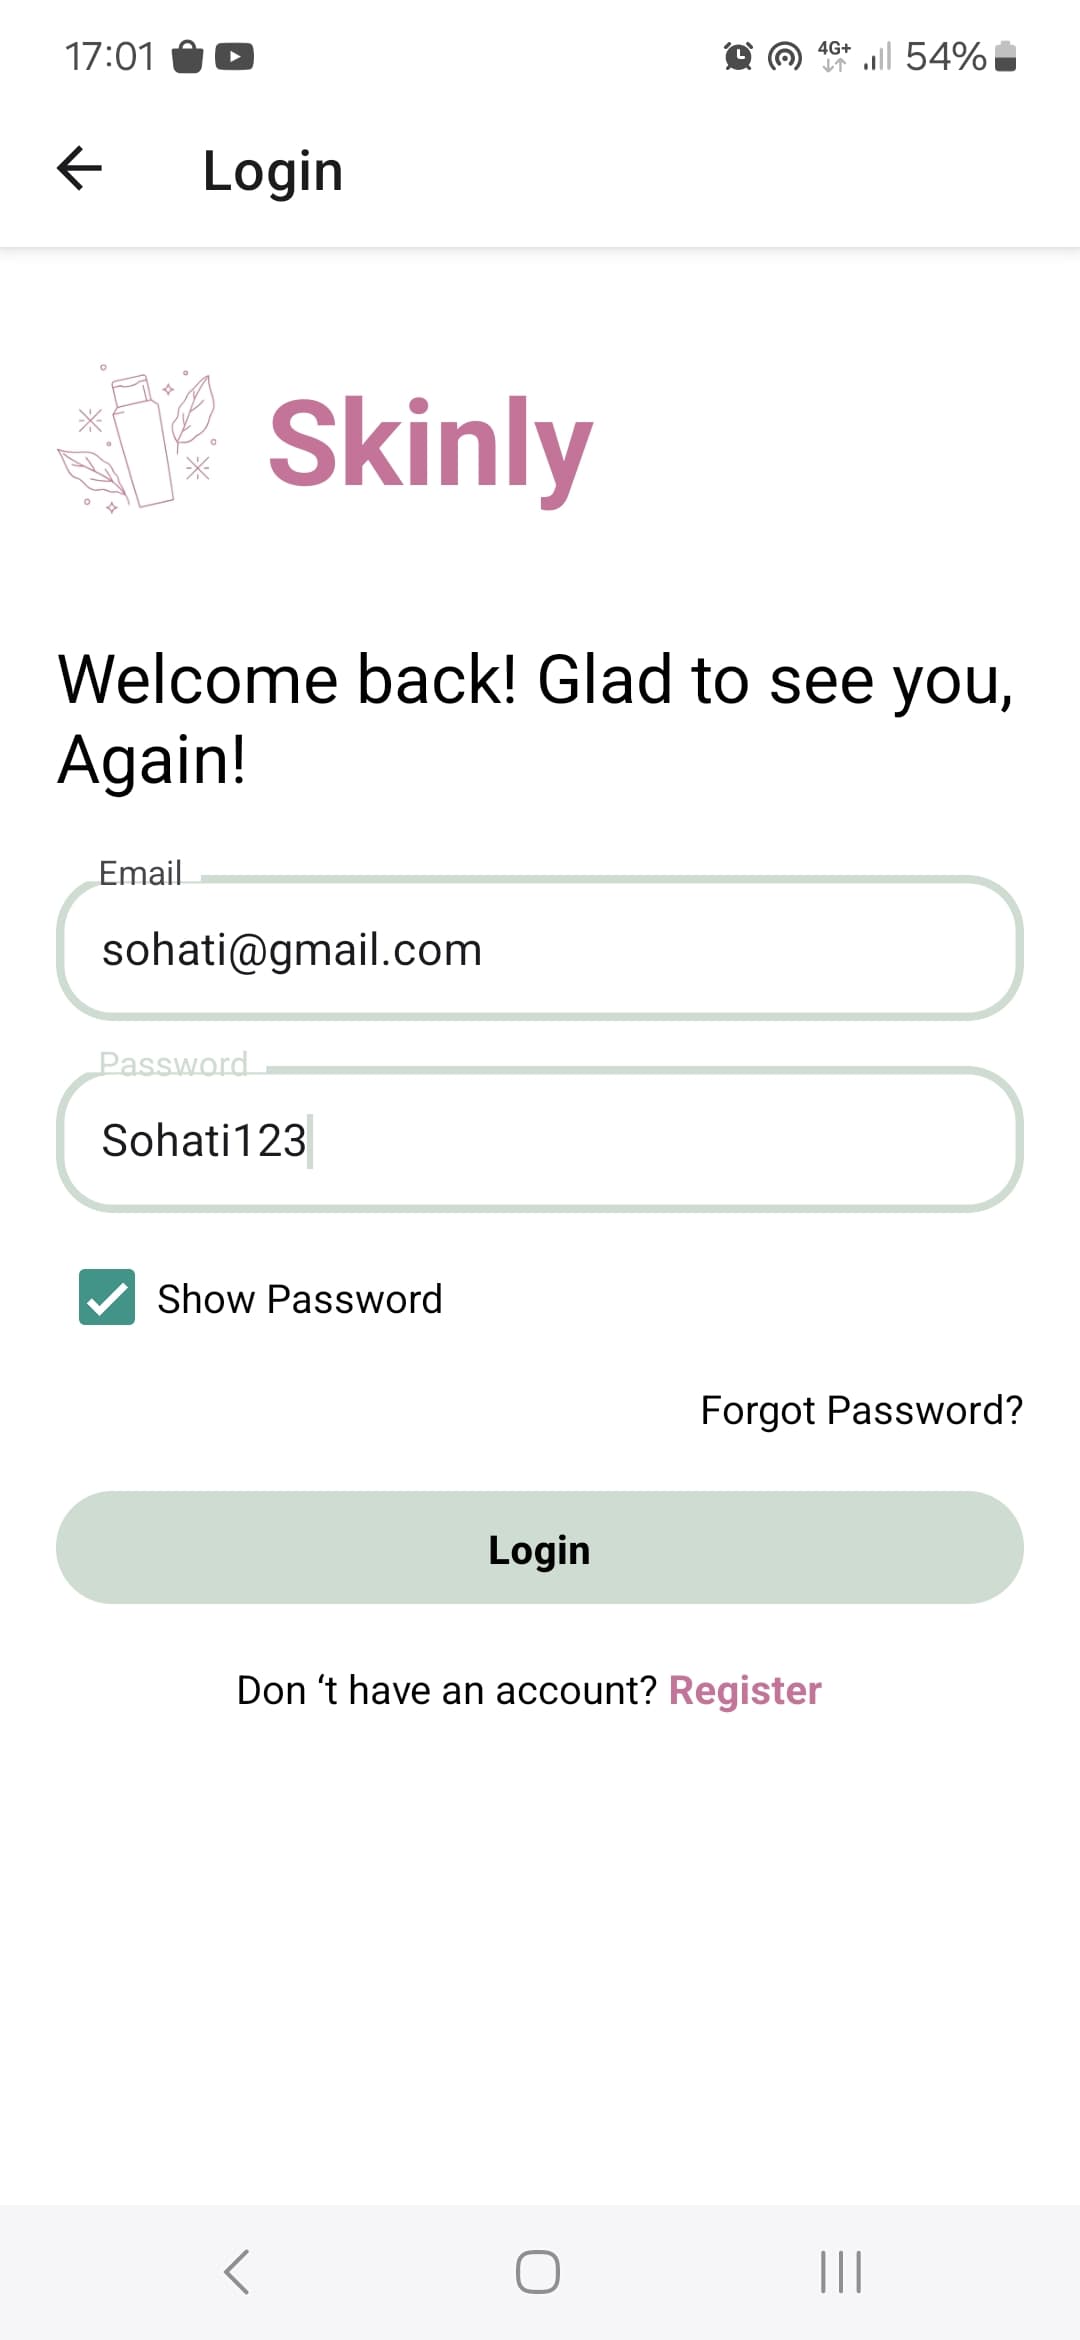 17:01
4G+ 54%
Login
Skinly
Welcome back! Glad to see you,
Again!
Email
sohati@gmail.com
Password
Sohati123
Show Password
Forgot Password?
Login
Don ‘t have an account? Register